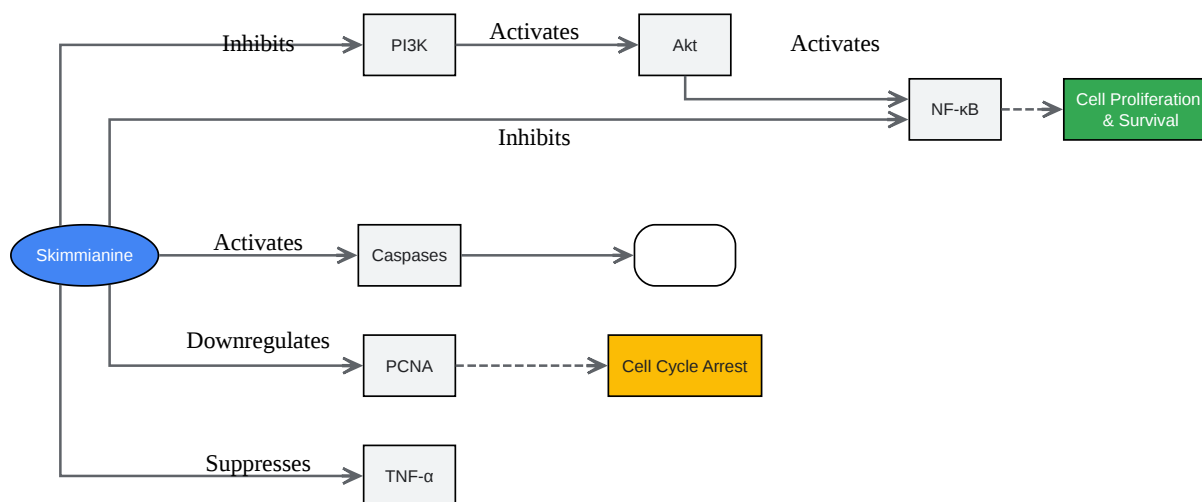 Inhibits
PI3K
Activates
Akt
Activates
NF-κB
Cell Proliferation
& Survival
Inhibits
Skimmianine
Activates
Caspases
Downregulates
PCNA
Cell Cycle Arrest
Suppresses
TNF-α